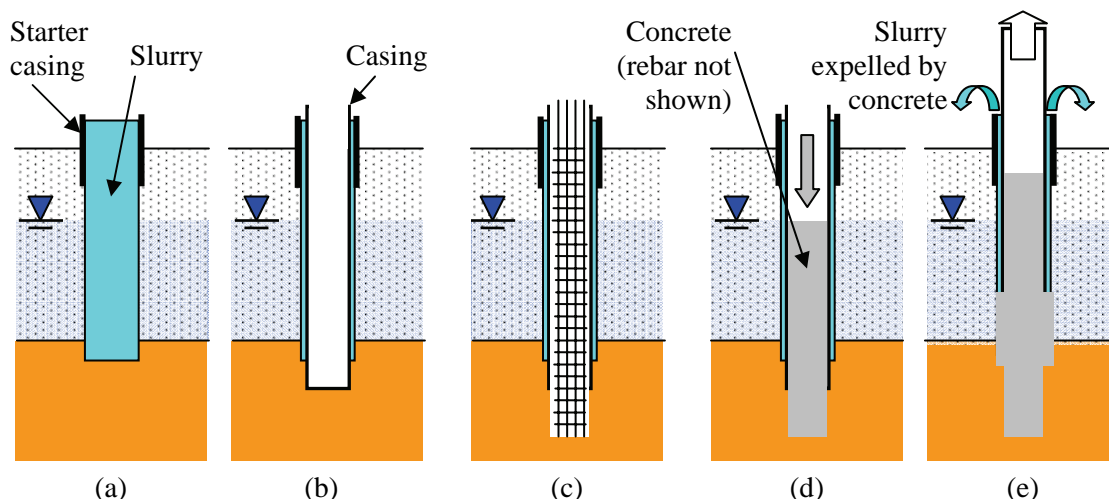 Starter
casing
Slurry
Casing
Concrete
(rebar not
shown)
Slurry
expelled by
concrete
(a)
(b)
(c)
(d)
(e)